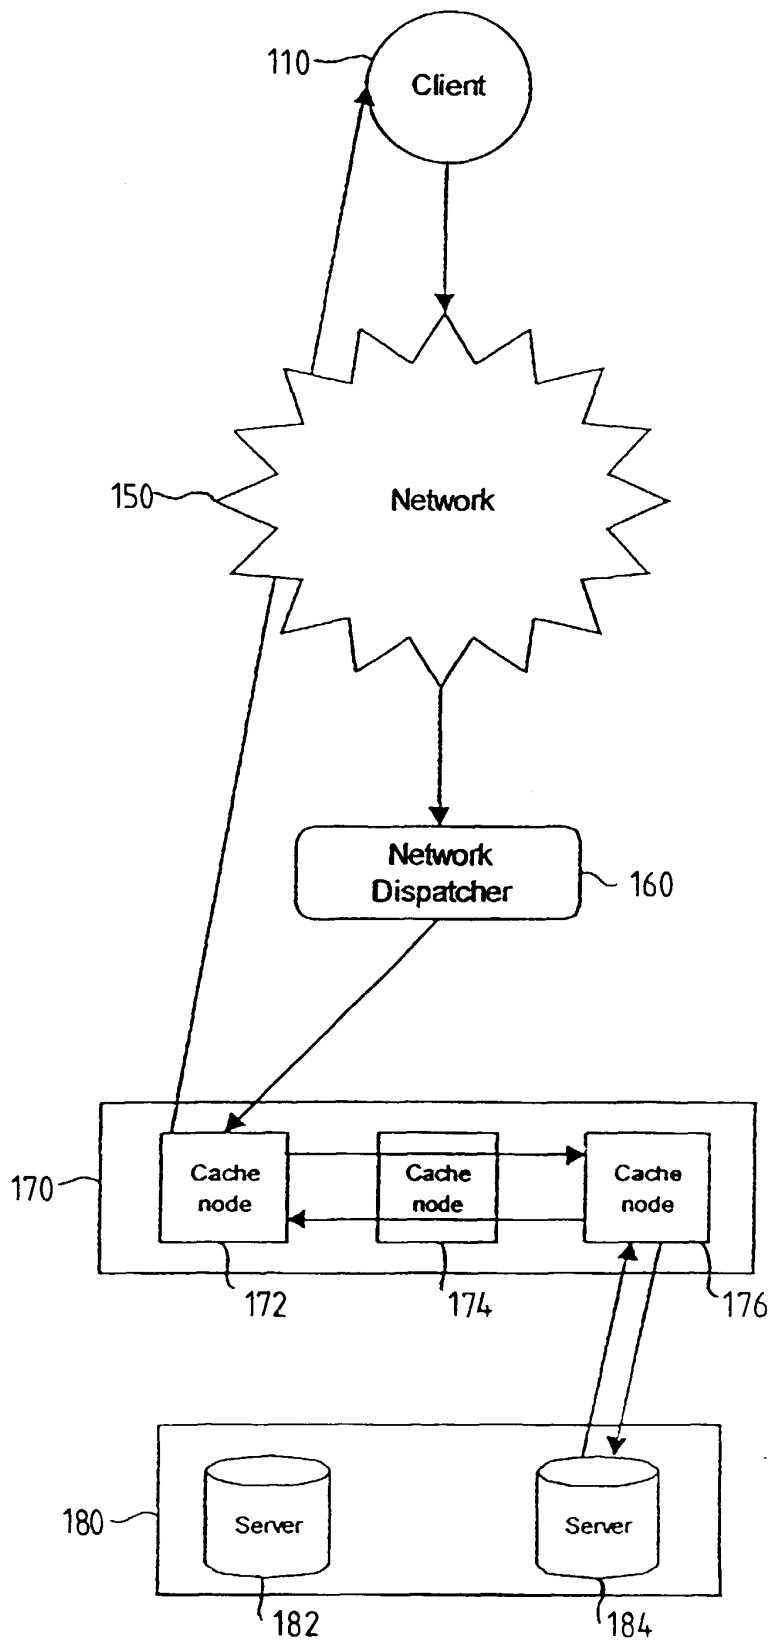 110
Client
150
Network
Network
Dispatcher
160
170
Cache
node
Cache
node
Cache
node
172
174
176
180
Server
Server
182
184